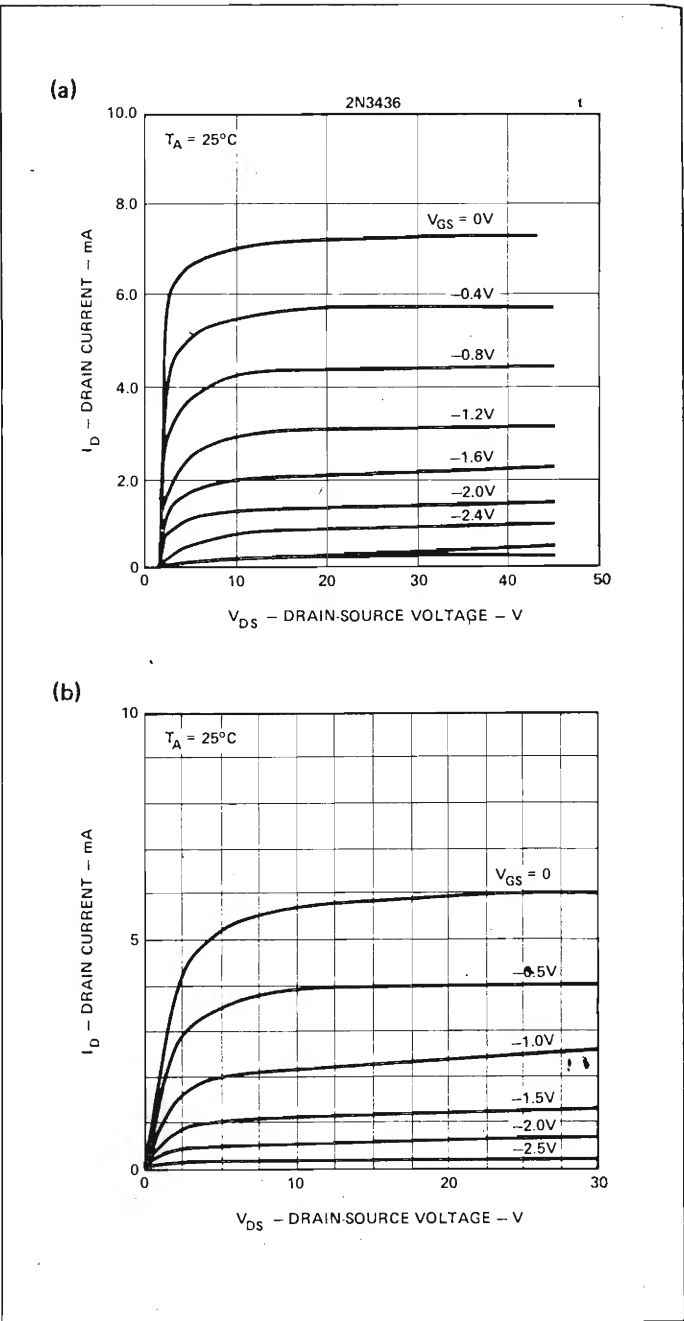 (a)
2N3436
10.0
T_A = 25°C
8.0
V_GS = 0V
6.0
–0.4V
–0.8V
4.0
–1.2V
–1.6V
2.0
–2.0V
–2.4V
0
0 10 20 30 40 50
I_D – DRAIN CURRENT – mA
V_DS – DRAIN-SOURCE VOLTAGE – V
(b)
10
T_A = 25°C
V_GS = 0
5
–0.5V
–1.0V
–1.5V
–2.0V
–2.5V
0
0 10 20 30
I_D – DRAIN CURRENT – mA
V_DS – DRAIN-SOURCE VOLTAGE – V